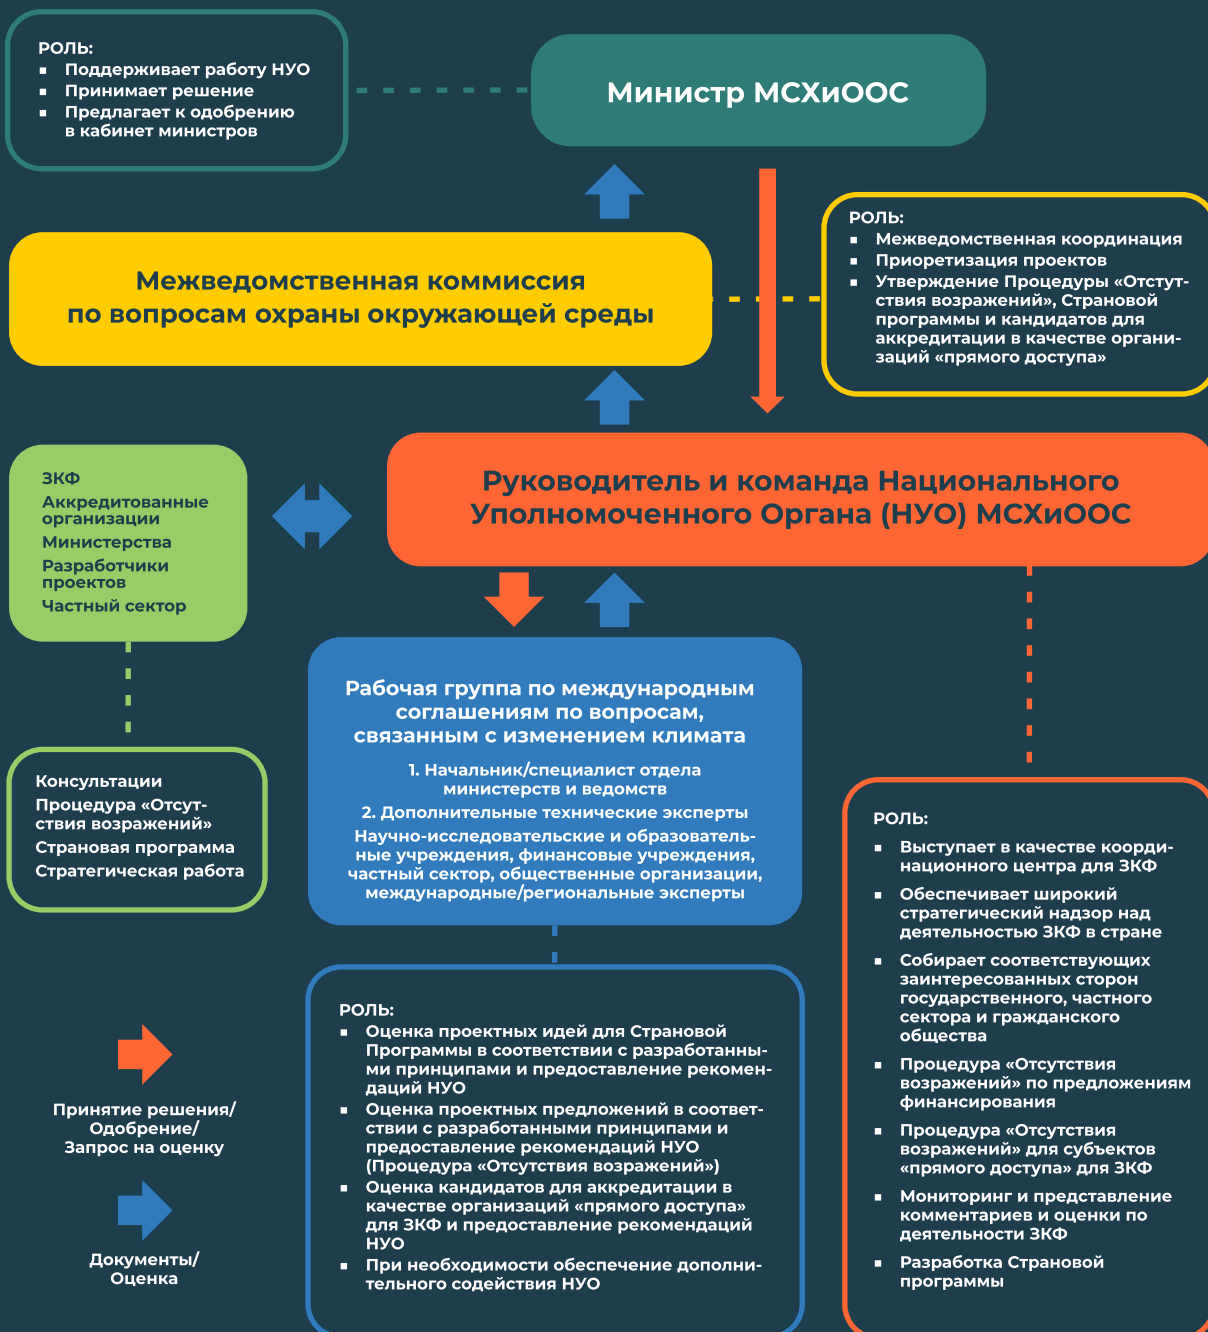 РОЛЬ:
▪ Поддерживает работу НУО
▪ Принимает решение
▪ Предлагает к одобрению
в кабинет министров
Министр МСХиООС
РОЛЬ:
▪ Межведомственная координация
▪ Приоретизация проектов
▪ Утверждение Процедуры «Отстут-
ствия возражений», Страновой
программы и кандидатов для
аккредитации в качестве органи-
заций «прямого доступа»
Межведомственная коммиссия
по вопросам охраны окружающей среды
ЗКФ
Аккредитованные
организации
Министерства
Разработчики
проектов
Частный сектор
Руководитель и команда Национального
Уполномоченного Органа (НУО) МСХиООС
Рабочая группа по международным
соглашениям по вопросам,
связанным с изменением климата
1. Начальник/специалист отдела
министерств и ведомств
2. Дополнительные технические эксперты
Научно-исследовательские и образователь-
ные учреждения, финансовые учреждения,
частный сектор, общественные организации,
международные/региональные эксперты
Консультации
Процедура «Отсут-
ствия возражений»
Страновая программа
Стратегическая работа
РОЛЬ:
▪ Выступает в качестве коорди-
национного центра для ЗКФ
▪ Обеспечивает широкий
стратегический надзор над
деятельностью ЗКФ в стране
▪ Собирает соответствующих
заинтересованных сторон
государственного, частного
сектора и гражданского
общества
▪ Процедура «Отсутствия
возражений» по предложениям
финансирования
▪ Процедура «Отсутствия
возражений» для субъектов
«прямого доступа» для ЗКФ
▪ Мониторинг и представление
комментариев и оценки по
деятельности ЗКФ
▪ Разработка Страновой
программы
РОЛЬ:
▪ Оценка проектных идей для Страновой
Программы в соответствии с разработанны-
ми принципами и предоставление рекомен-
даций НУО
▪ Оценка проектных предложений в соответ-
ствии с разработанными принципами и
предоставление рекомендаций НУО
(Процедура «Отсутствия возражений»)
▪ Оценка кандидатов для аккредитации в
качестве организаций «прямого доступа»
для ЗКФ и предоставление рекомендаций
НУО
▪ При необходимости обеспечение дополни-
тельного содействия НУО
Принятие решения/
Одобрение/
Запрос на оценку
Документы/
Оценка